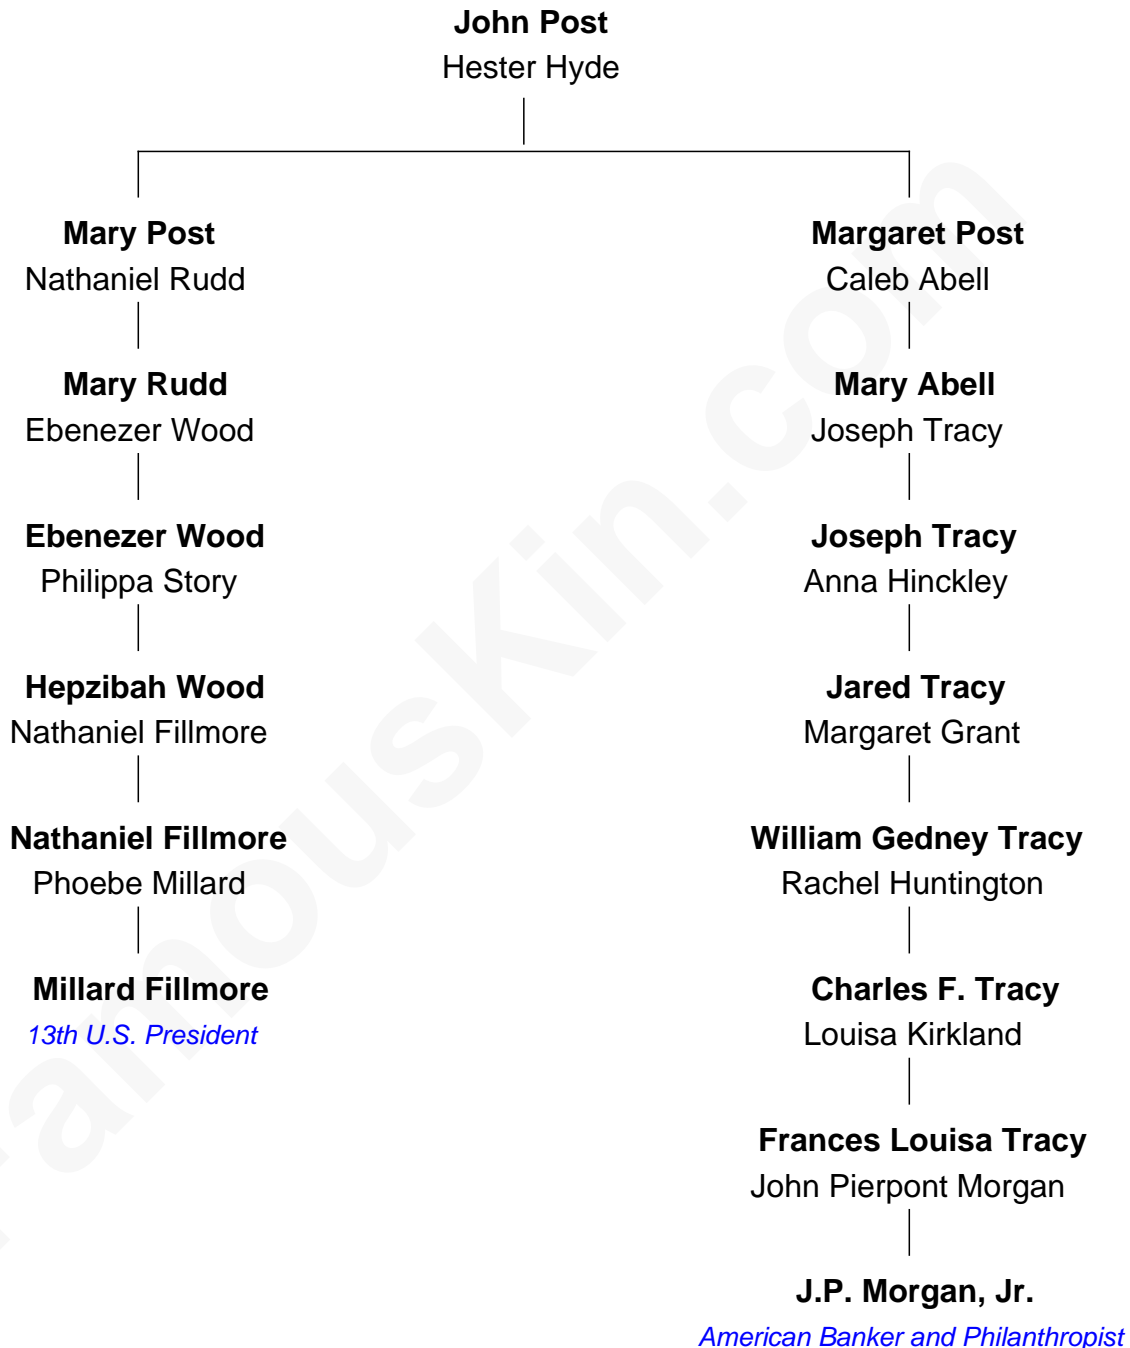 John Post
Hester Hyde
Mary Post
Nathaniel Rudd
Mary Rudd
Ebenezer Wood
Ebenezer Wood
Philippa Story
Hepzibah Wood
Nathaniel Fillmore
Nathaniel Fillmore
Phoebe Millard
Millard Fillmore
13th U.S. President
Margaret Post
Caleb Abell
Mary Abell
Joseph Tracy
Joseph Tracy
Anna Hinckley
Jared Tracy
Margaret Grant
William Gedney Tracy
Rachel Huntington
Charles F. Tracy
Louisa Kirkland
Frances Louisa Tracy
John Pierpont Morgan
J.P. Morgan, Jr.
American Banker and Philanthropist
FamousKin.com